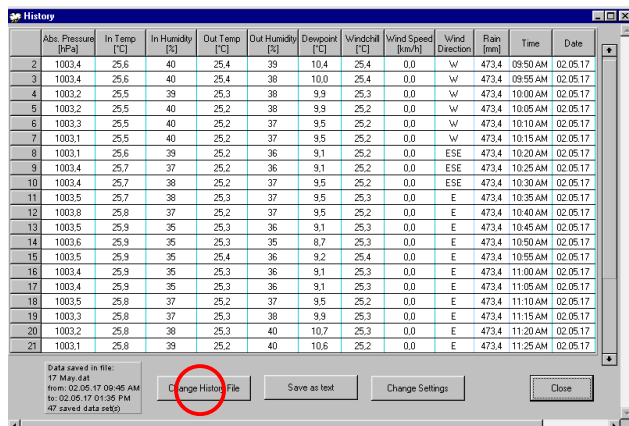 History
Abs. Pressure [hPa] In Temp [°C] In Humidity [%] Out Temp [°C] Out Humidity [%] Dewpoint [°C] Windchill [°C] Wind Speed [km/h] Wind Direction Rain [mm] Time Date
2 1003,4 25,6 40 25,4 39 10,4 25,4 0,0 W 473,4 09:50 AM 02.05.17
3 1003,4 25,6 40 25,4 38 10,0 25,4 0,0 W 473,4 09:55 AM 02.05.17
4 1003,2 25,5 39 25,3 38 9,9 25,3 0,0 W 473,4 10:00 AM 02.05.17
5 1003,2 25,5 40 25,2 38 9,9 25,2 0,0 W 473,4 10:05 AM 02.05.17
6 1003,3 25,5 40 25,2 37 9,5 25,2 0,0 W 473,4 10:10 AM 02.05.17
7 1003,1 25,5 40 25,2 37 9,5 25,2 0,0 W 473,4 10:15 AM 02.05.17
8 1003,1 25,6 39 25,2 36 9,1 25,2 0,0 ESE 473,4 10:20 AM 02.05.17
9 1003,4 25,7 37 25,2 36 9,1 25,2 0,0 ESE 473,4 10:25 AM 02.05.17
10 1003,4 25,7 38 25,2 37 9,5 25,2 0,0 ESE 473,4 10:30 AM 02.05.17
11 1003,5 25,7 38 25,3 37 9,5 25,3 0,0 E 473,4 10:35 AM 02.05.17
12 1003,8 25,8 37 25,2 37 9,5 25,2 0,0 E 473,4 10:40 AM 02.05.17
13 1003,5 25,9 35 25,3 36 9,1 25,3 0,0 E 473,4 10:45 AM 02.05.17
14 1003,6 25,9 35 25,3 35 8,7 25,3 0,0 E 473,4 10:50 AM 02.05.17
15 1003,5 25,9 35 25,4 36 9,2 25,4 0,0 E 473,4 10:55 AM 02.05.17
16 1003,4 25,9 35 25,3 36 9,1 25,3 0,0 E 473,4 11:00 AM 02.05.17
17 1003,4 25,9 35 25,3 36 9,1 25,3 0,0 E 473,4 11:05 AM 02.05.17
18 1003,5 25,8 37 25,2 37 9,5 25,2 0,0 E 473,4 11:10 AM 02.05.17
19 1003,3 25,8 37 25,3 38 9,9 25,3 0,0 E 473,4 11:15 AM 02.05.17
20 1003,2 25,8 38 25,3 40 10,7 25,3 0,0 E 473,4 11:20 AM 02.05.17
21 1003,1 25,8 39 25,2 40 10,6 25,2 0,0 E 473,4 11:25 AM 02.05.17
Data saved in file:
17 May.dat
from: 02.05.17 09:45 AM
to: 02.05.17 01:35 PM
47 saved data set(s)
Change History File Save as text Change Settings Close